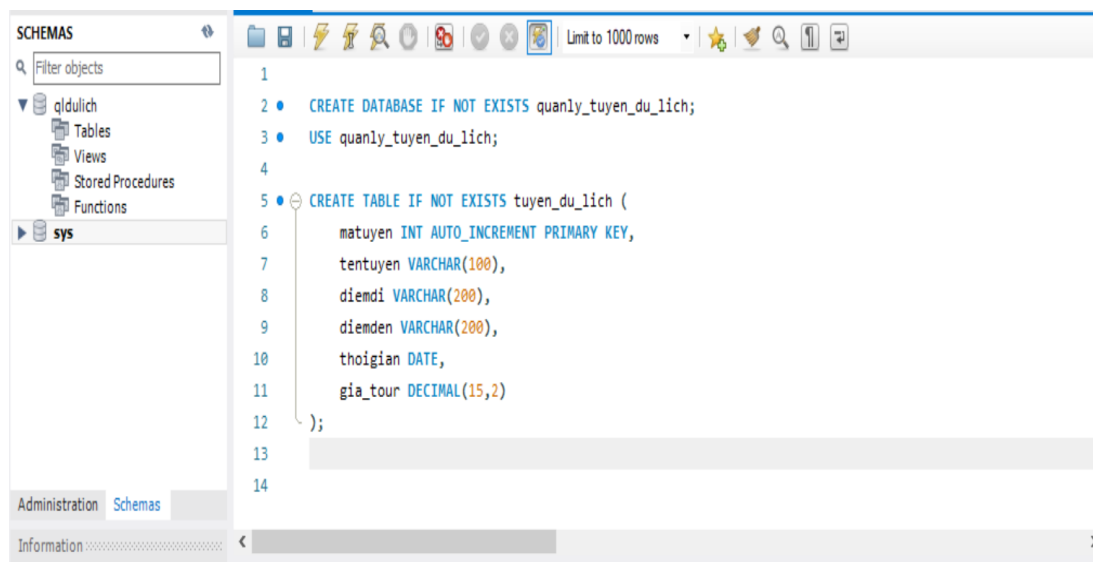 SCHEMAS
Filter objects
qldulich
Tables
Views
Stored Procedures
Functions
sys
Administration Schemas
Information
Limit to 1000 rows
1
2 CREATE DATABASE IF NOT EXISTS quanly_tuyen_du_lich;
3 USE quanly_tuyen_du_lich;
4
5 CREATE TABLE IF NOT EXISTS tuyen_du_lich (
6 matuyen INT AUTO_INCREMENT PRIMARY KEY,
7 tentuyen VARCHAR(100),
8 diemdi VARCHAR(200),
9 diemden VARCHAR(200),
10 thoigian DATE,
11 gia_tour DECIMAL(15,2)
12 );
13
14